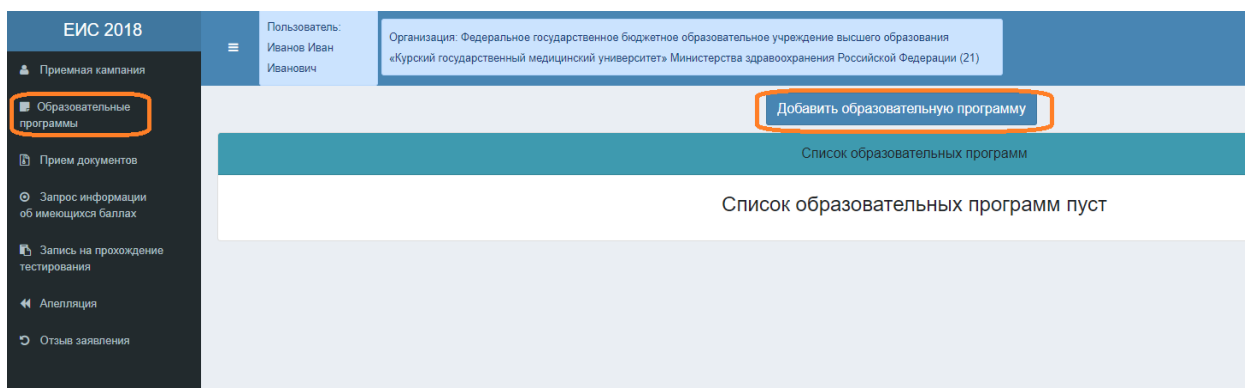 ЕИС 2018
Приемная кампания
Образовательные
программы
Прием документов
Запрос информации
об имеющихся баллах
Запись на прохождение
тестирования
Апелляция
Отзыв заявления
Пользователь:
Иванов Иван
Иванович
Организация: Федеральное государственное бюджетное образовательное учреждение высшего образования
«Курский государственный медицинский университет» Министерства здравоохранения Российской Федерации (21)
Добавить образовательную программу
Список образовательных программ
Список образовательных программ пуст